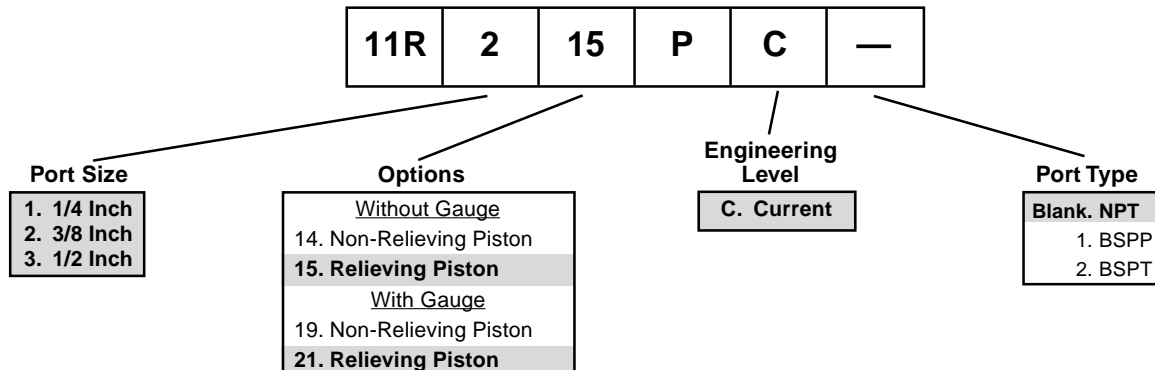 11R 2 15 P C —
Port Size
1. 1/4 Inch
2. 3/8 Inch
3. 1/2 Inch
Options
Without Gauge
14. Non-Relieving Piston
15. Relieving Piston
With Gauge
19. Non-Relieving Piston
21. Relieving Piston
Engineering
Level
C. Current
Port Type
Blank. NPT
1. BSPP
2. BSPT